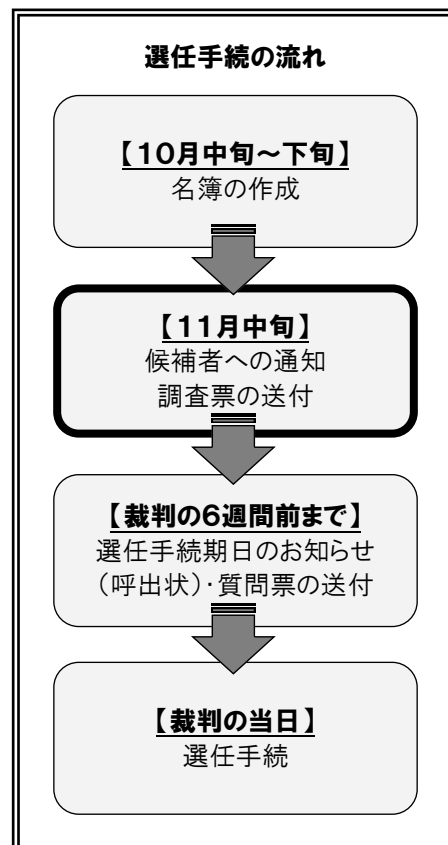 選任手続の流れ
【10月中旬～下旬】
名簿の作成
【11月中旬】
候補者への通知
調査票の送付
【裁判の6週間前まで】
選任手続期日のお知らせ
（呼出状）・質問票の送付
【裁判の当日】
選任手続